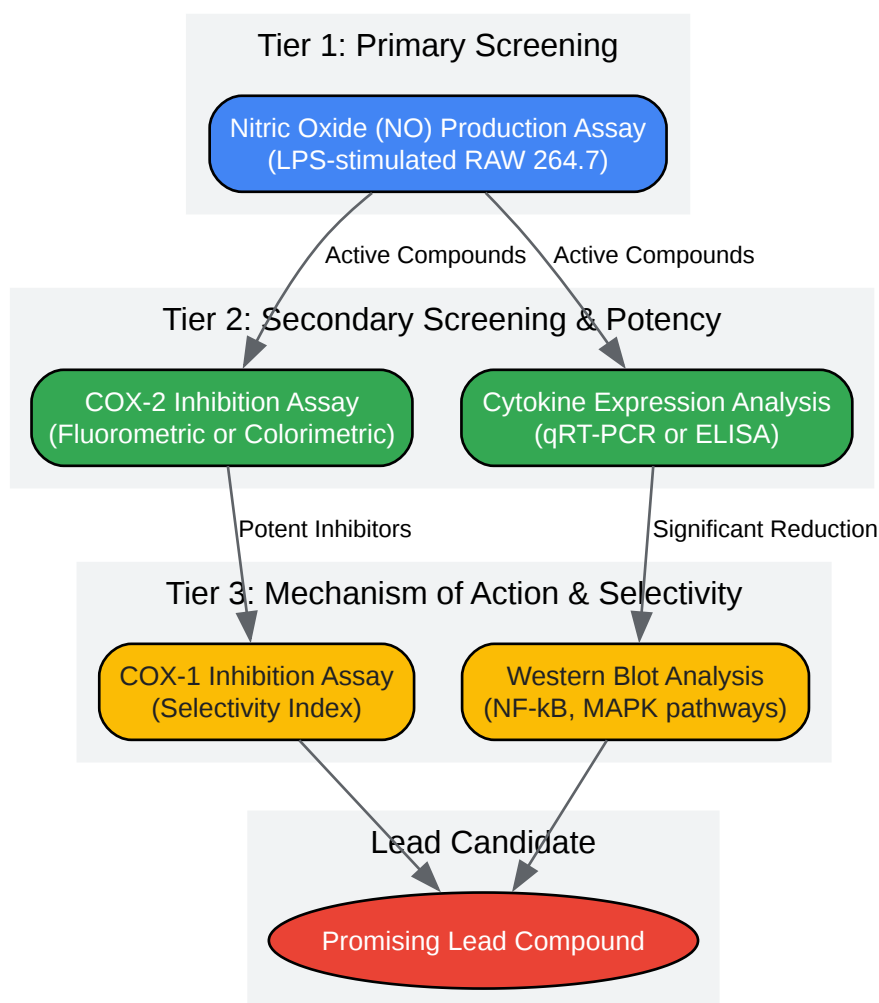 Tier 1: Primary Screening
Nitric Oxide (NO) Production Assay
(LPS-stimulated RAW 264.7)
Active Compounds
Active Compounds
Tier 2: Secondary Screening & Potency
COX-2 Inhibition Assay
(Fluorometric or Colorimetric)
Cytokine Expression Analysis
(qRT-PCR or ELISA)
Potent Inhibitors
Significant Reduction
Tier 3: Mechanism of Action & Selectivity
COX-1 Inhibition Assay
(Selectivity Index)
Western Blot Analysis
(NF-kB, MAPK pathways)
Lead Candidate
Promising Lead Compound